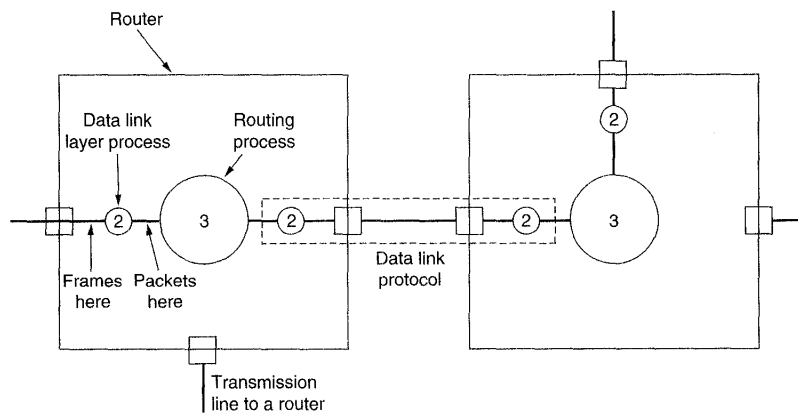 Router
Data link
layer process
Routing
process
2
2
3
2
2
3
Frames
here
Packets
here
Data link
protocol
Transmission
line to a router